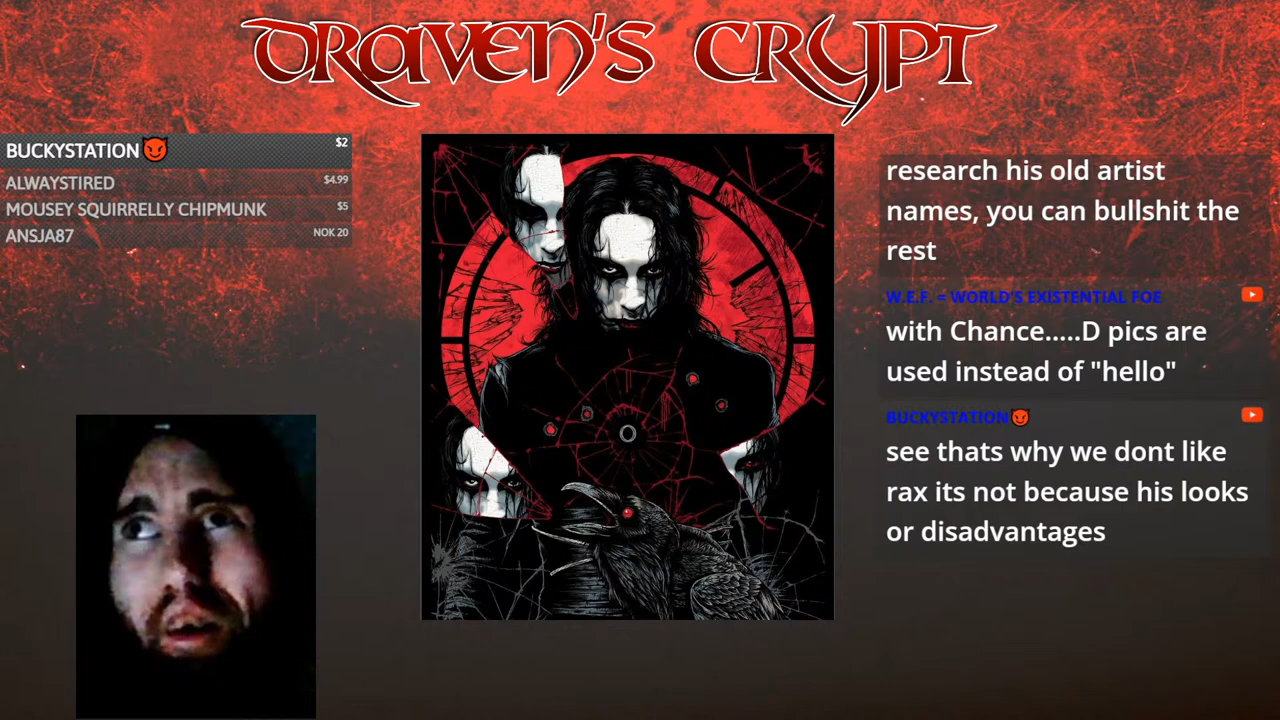 DRAVEN'S CRYPT
BUCKYSTATION😈 $2
ALWAYSTIRED $4.99
MOUSEY SQUIRRELLY CHIPMUNK $5
ANSJA87 NOK 20
research his old artist
names, you can bullshit the
rest
W.E.F. = WORLD'S EXISTENTIAL FOE
with Chance.....D pics are
used instead of "hello"
BUCKYSTATION😈
see thats why we dont like
rax its not because his looks
or disadvantages